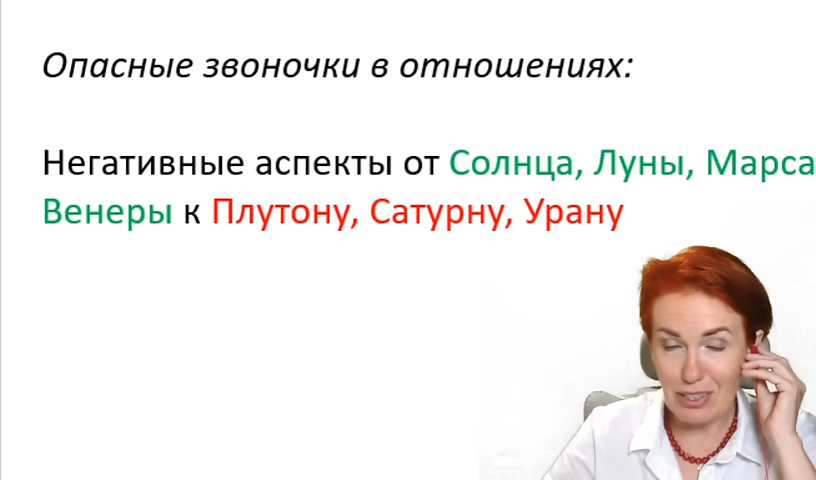 Опасные звоночки в отношениях:
Негативные аспекты от Солнца, Луны, Марса
Венеры к Плутону, Сатурну, Урану